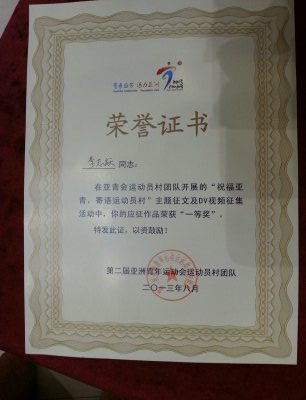 荣誉证书
李志跃 同志：
在亚青会运动员村团队开展的“祝福亚
青、寄语运动员村”主题征文及DV视频征集
活动中，你的应征作品荣获“一等奖”，
特发此证，以资鼓励！
第二届亚洲青年运动会运动员村团队
二〇一三年八月